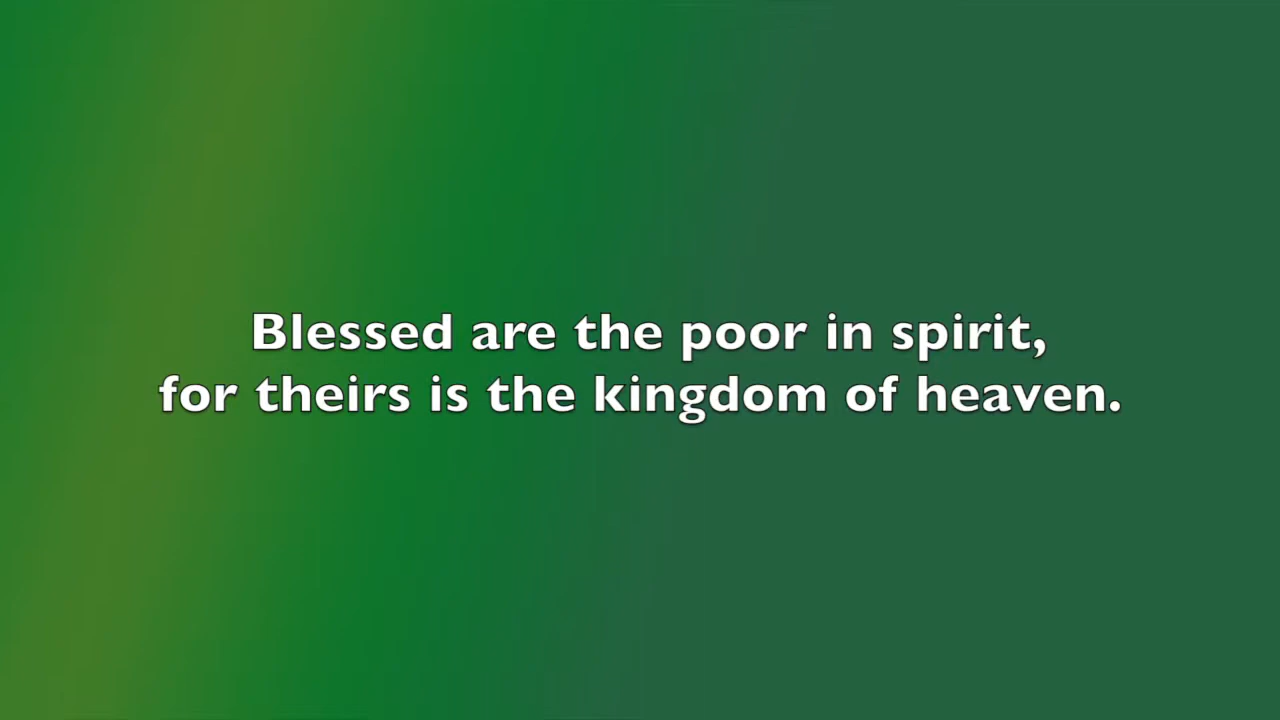 Blessed are the poor in spirit,
for theirs is the kingdom of heaven.